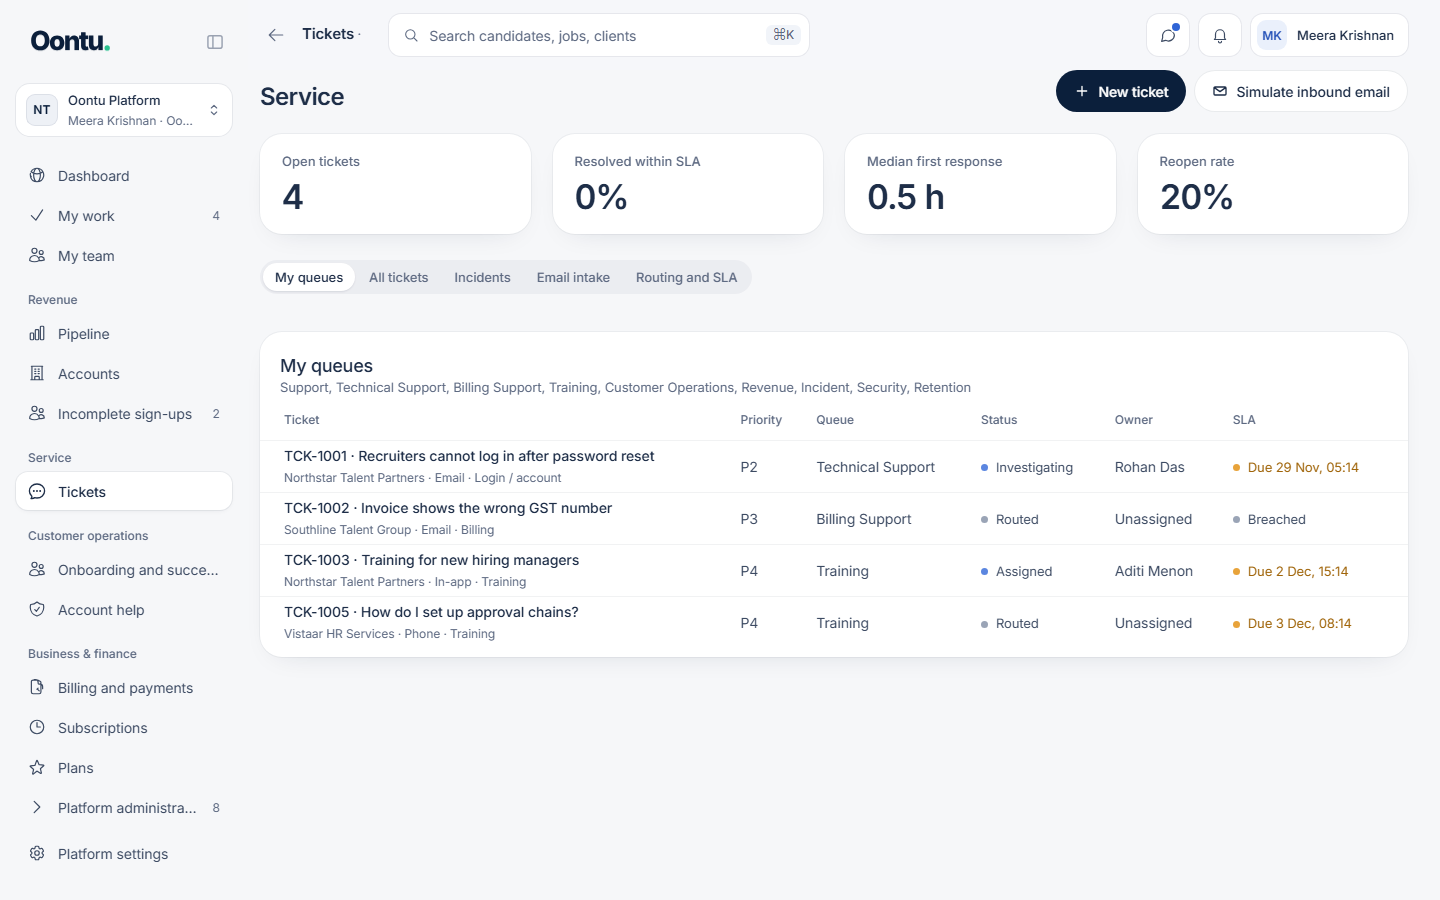 Oontu.
Tickets ·
Search candidates, jobs, clients
⌘K
MK
Meera Krishnan
NT
Oontu Platform
Meera Krishnan · Oo...
Dashboard
My work
4
My team
Revenue
Pipeline
Accounts
Incomplete sign-ups
2
Service
Tickets
Customer operations
Onboarding and succe...
Account help
Business & finance
Billing and payments
Subscriptions
Plans
Platform administra...
8
Platform settings
Service
New ticket
Simulate inbound email
Open tickets
4
Resolved within SLA
0%
Median first response
0.5 h
Reopen rate
20%
My queues
All tickets
Incidents
Email intake
Routing and SLA
My queues
Support, Technical Support, Billing Support, Training, Customer Operations, Revenue, Incident, Security, Retention
Ticket Priority Queue Status Owner SLA
TCK-1001 · Recruiters cannot log in after password reset
Northstar Talent Partners · Email · Login / account
P2 Technical Support Investigating Rohan Das Due 29 Nov, 05:14
TCK-1002 · Invoice shows the wrong GST number
Southline Talent Group · Email · Billing
P3 Billing Support Routed Unassigned Breached
TCK-1003 · Training for new hiring managers
Northstar Talent Partners · In-app · Training
P4 Training Assigned Aditi Menon Due 2 Dec, 15:14
TCK-1005 · How do I set up approval chains?
Vistaar HR Services · Phone · Training
P4 Training Routed Unassigned Due 3 Dec, 08:14